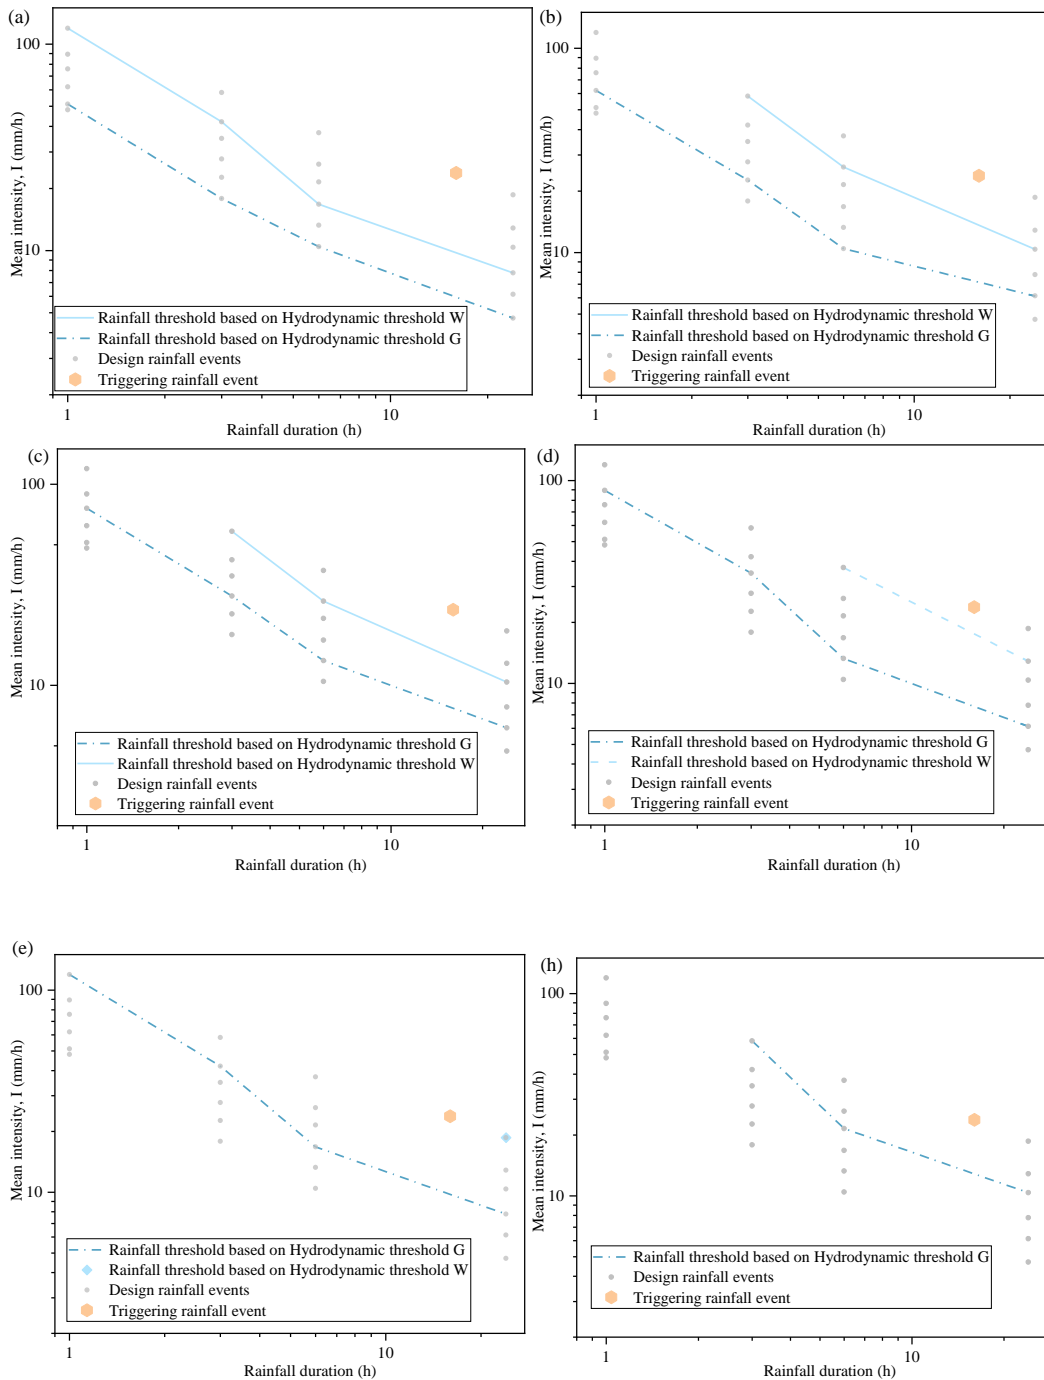 (a)
100
10
Mean intensity, I (mm/h)
Rainfall threshold based on Hydrodynamic threshold W
Rainfall threshold based on Hydrodynamic threshold G
Design rainfall events
Triggering rainfall event
1
10
Rainfall duration (h)
(b)
100
10
Mean intensity, I (mm/h)
Rainfall threshold based on Hydrodynamic threshold W
Rainfall threshold based on Hydrodynamic threshold G
Design rainfall events
Triggering rainfall event
1
10
Rainfall duration (h)
(c)
100
10
Mean intensity, I (mm/h)
Rainfall threshold based on Hydrodynamic threshold G
Rainfall threshold based on Hydrodynamic threshold W
Design rainfall events
Triggering rainfall event
1
10
Rainfall duration (h)
(d)
100
10
Mean intensity, I (mm/h)
Rainfall threshold based on Hydrodynamic threshold G
Rainfall threshold based on Hydrodynamic threshold W
Design rainfall events
Triggering rainfall event
1
10
Rainfall duration (h)
(e)
100
10
Mean intensity, I (mm/h)
Rainfall threshold based on Hydrodynamic threshold G
Rainfall threshold based on Hydrodynamic threshold W
Design rainfall events
Triggering rainfall event
1
10
Rainfall duration (h)
(h)
100
10
Mean intensity, I (mm/h)
Rainfall threshold based on Hydrodynamic threshold G
Design rainfall events
Triggering rainfall event
1
10
Rainfall duration (h)